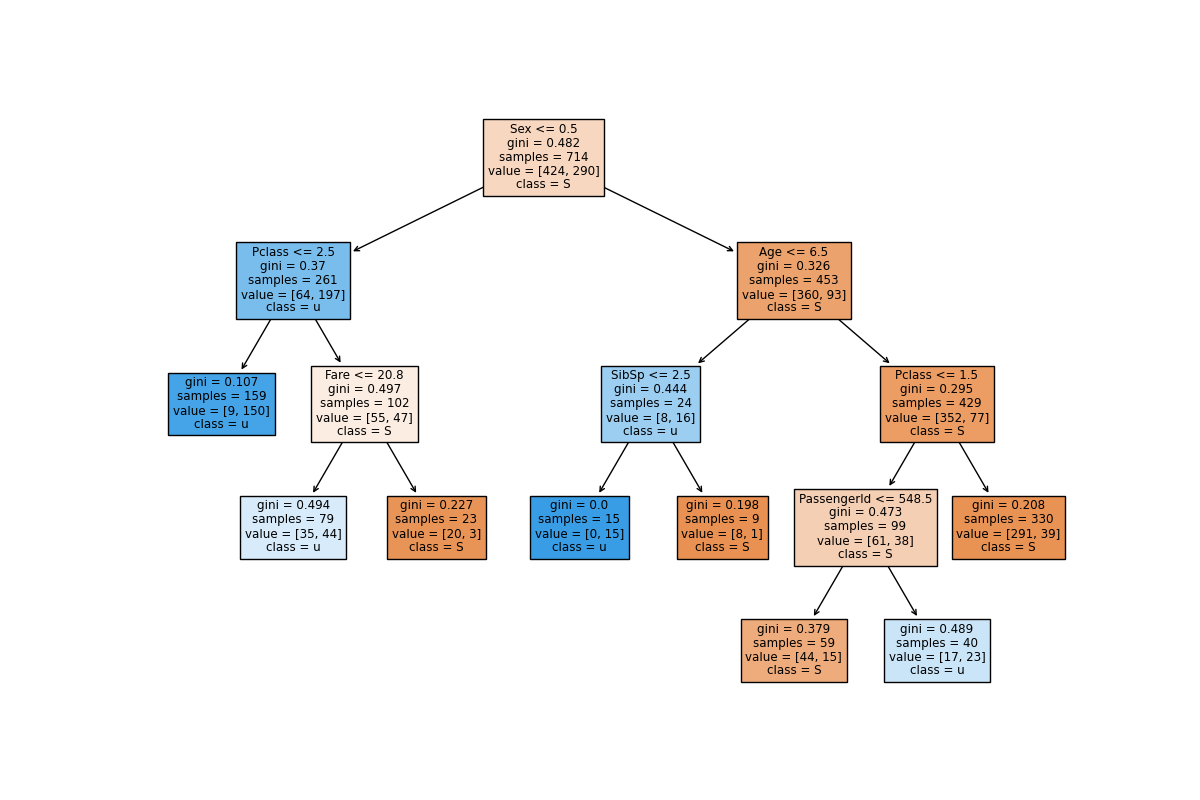 Sex <= 0.5
gini = 0.482
samples = 714
value = [424, 290]
class = S
Pclass <= 2.5
gini = 0.37
samples = 261
value = [64, 197]
class = u
Age <= 6.5
gini = 0.326
samples = 453
value = [360, 93]
class = S
gini = 0.107
samples = 159
value = [9, 150]
class = u
Fare <= 20.8
gini = 0.497
samples = 102
value = [55, 47]
class = S
SibSp <= 2.5
gini = 0.444
samples = 24
value = [8, 16]
class = u
Pclass <= 1.5
gini = 0.295
samples = 429
value = [352, 77]
class = S
gini = 0.494
samples = 79
value = [35, 44]
class = u
gini = 0.227
samples = 23
value = [20, 3]
class = S
gini = 0.0
samples = 15
value = [0, 15]
class = u
gini = 0.198
samples = 9
value = [8, 1]
class = S
PassengerId <= 548.5
gini = 0.473
samples = 99
value = [61, 38]
class = S
gini = 0.208
samples = 330
value = [291, 39]
class = S
gini = 0.379
samples = 59
value = [44, 15]
class = S
gini = 0.489
samples = 40
value = [17, 23]
class = u